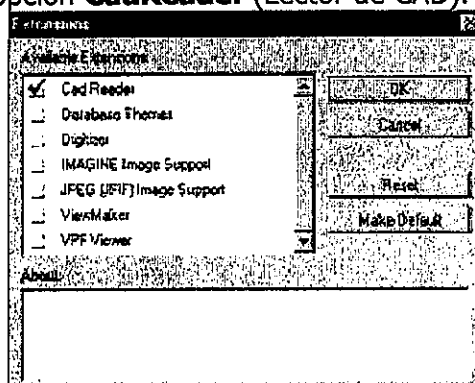 opción CadReader (Lector de CAD).
Extensions
Available Extensions:
Cad Reader
Database Themes
Digitizer
IMAGINE Image Support
JPEG (JFIF) Image Support
ViewMaker
VPF Viewer
OK
Cancel
Reset
Make Default
About: